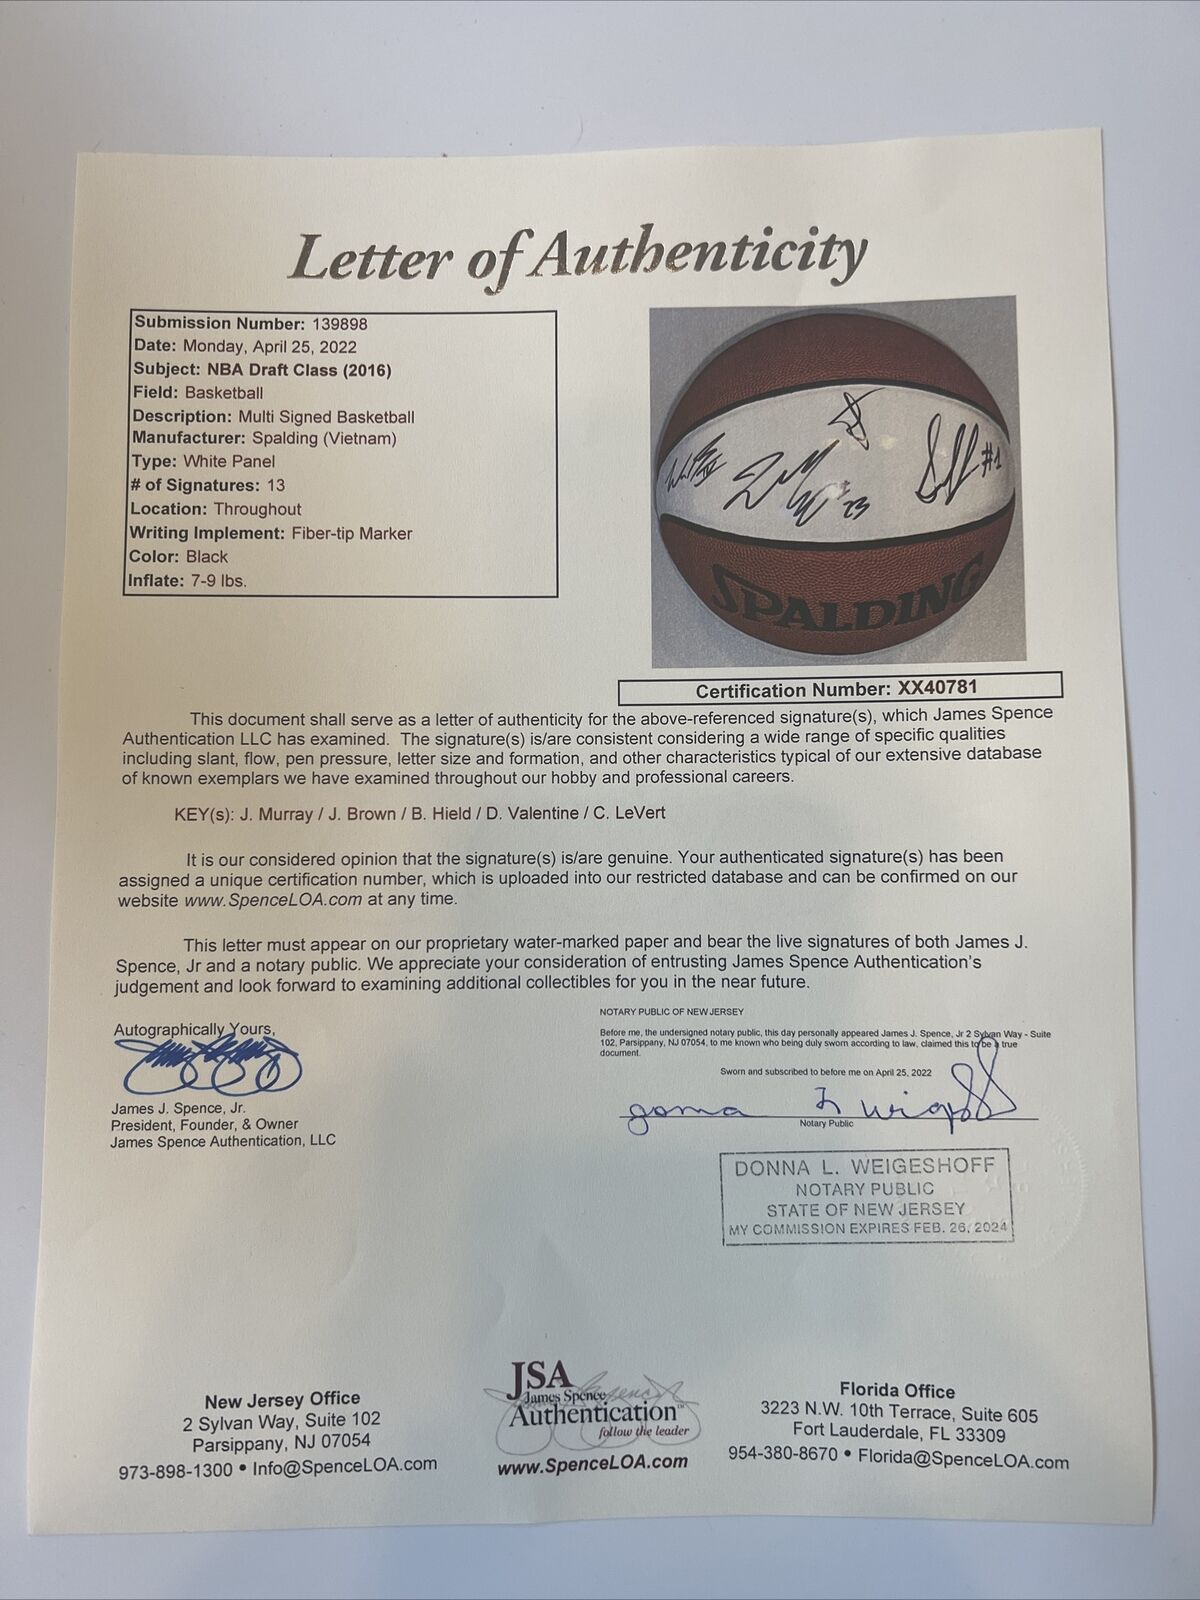 Letter of Authenticity
Submission Number: 139898
Date: Monday, April 25, 2022
Subject: NBA Draft Class (2016)
Field: Basketball
Description: Multi Signed Basketball
Manufacturer: Spalding (Vietnam)
Type: White Panel
# of Signatures: 13
Location: Throughout
Writing Implement: Fiber-tip Marker
Color: Black
Inflate: 7-9 lbs.
#1
23
SPALDING
Certification Number: XX40781
This document shall serve as a letter of authenticity for the above-referenced signature(s), which James Spence
Authentication LLC has examined. The signature(s) is/are consistent considering a wide range of specific qualities
including slant, flow, pen pressure, letter size and formation, and other characteristics typical of our extensive database
of known exemplars we have examined throughout our hobby and professional careers.
KEY(s): J. Murray / J. Brown / B. Hield / D. Valentine / C. LeVert
It is our considered opinion that the signature(s) is/are genuine. Your authenticated signature(s) has been
assigned a unique certification number, which is uploaded into our restricted database and can be confirmed on our
website www.SpenceLOA.com at any time.
This letter must appear on our proprietary water-marked paper and bear the live signatures of both James J.
Spence, Jr and a notary public. We appreciate your consideration of entrusting James Spence Authentication's
judgement and look forward to examining additional collectibles for you in the near future.
Autographically Yours,
James J. Spence, Jr.
President, Founder, & Owner
James Spence Authentication, LLC
NOTARY PUBLIC OF NEW JERSEY
Before me, the undersigned notary public, this day personally appeared James J. Spence, Jr 2 Sylvan Way - Suite
102, Parsippany, NJ 07054, to me known who being duly sworn according to law, claimed this to be a true
document.
Sworn and subscribed to before me on April 25, 2022
Notary Public
DONNA L. WEIGESHOFF
NOTARY PUBLIC
STATE OF NEW JERSEY
MY COMMISSION EXPIRES FEB. 26, 2024
New Jersey Office
2 Sylvan Way, Suite 102
Parsippany, NJ 07054
973-898-1300 • Info@SpenceLOA.com
JSA
James Spence
Authentication™
follow the leader
www.SpenceLOA.com
Florida Office
3223 N.W. 10th Terrace, Suite 605
Fort Lauderdale, FL 33309
954-380-8670 • Florida@SpenceLOA.com